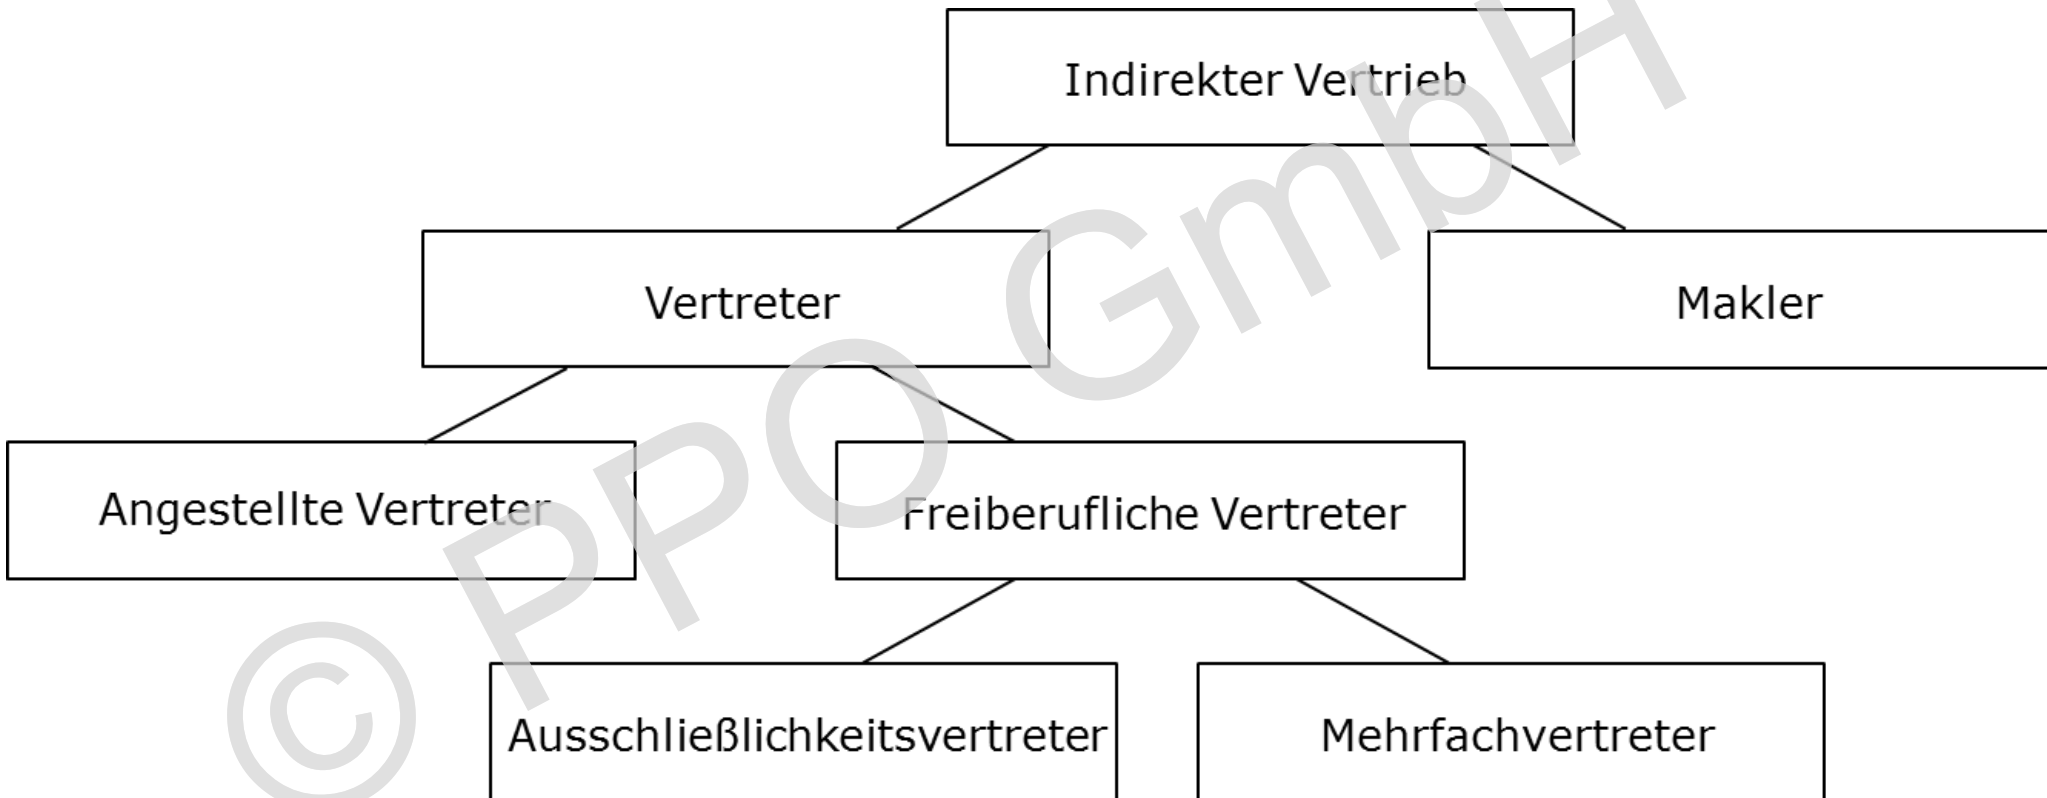 Indirekter Vertrieb
Vertreter
Makler
Angestellte Vertreter
Freiberufliche Vertreter
Ausschließlichkeitsvertreter
Mehrfachvertreter
© PPO GmbH